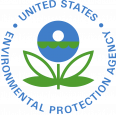 UNITED STATES
ENVIRONMENTAL PROTECTION AGENCY